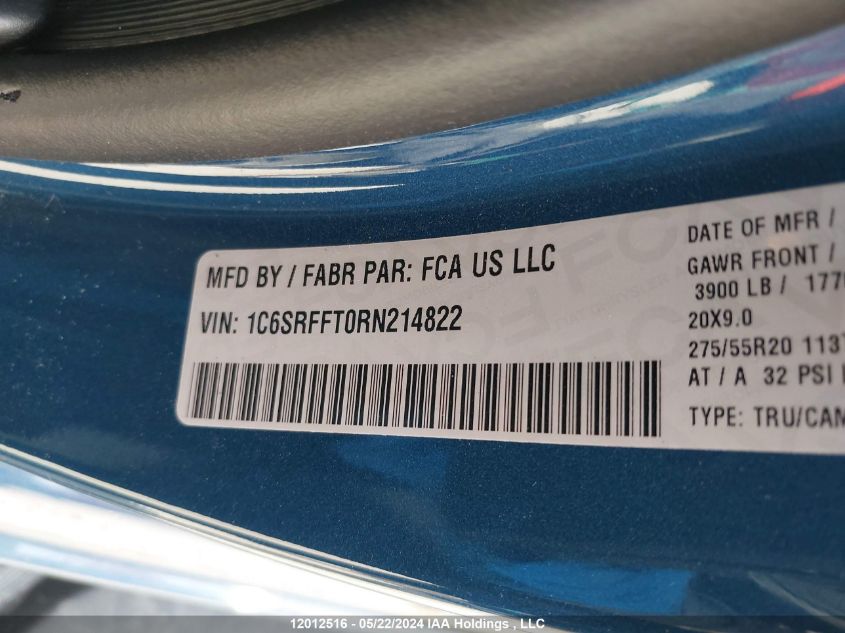 MFD BY / FABR PAR: FCA US LLC
VIN: 1C6SRFFT0RN214822
DATE OF MFR /
GAWR FRONT /
3900 LB /
20X9.0
275/55R20
AT / A 32 PSI
TYPE: TRU/CAM
12012516 - 05/22/2024 IAA Holdings , LLC